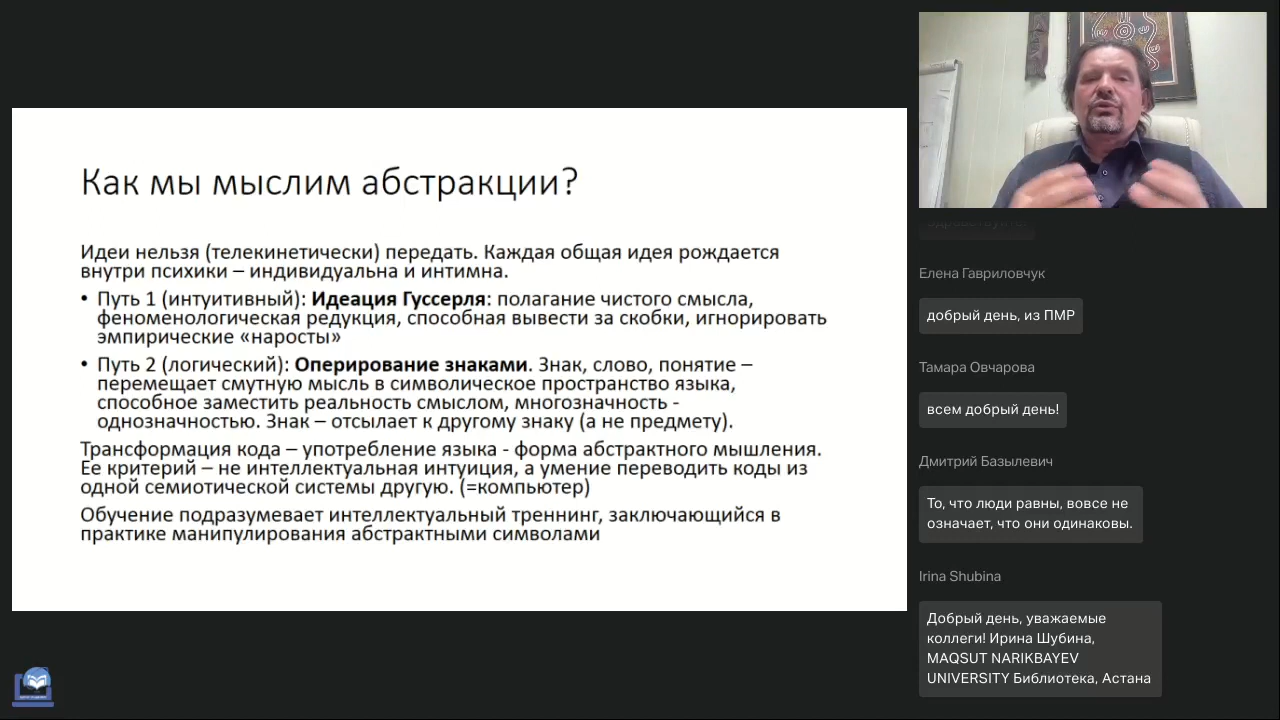 Как мы мыслим абстракции?
Идеи нельзя (телекинетически) передать. Каждая общая идея рождается
внутри психики – индивидуальна и интимна.
• Путь 1 (интуитивный): Идеация Гуссерля: полагание чистого смысла,
феноменологическая редукция, способная вывести за скобки, игнорировать
эмпирические «наросты»
• Путь 2 (логический): Оперирование знаками. Знак, слово, понятие –
перемещает смутную мысль в символическое пространство языка,
способное заместить реальность смыслом, многозначность -
однозначностью. Знак – отсылает к другому знаку (а не предмету).
Трансформация кода – употребление языка - форма абстрактного мышления.
Ее критерий – не интеллектуальная интуиция, а умение переводить коды из
одной семиотической системы другую. (=компьютер)
Обучение подразумевает интеллектуальный треннинг, заключающийся в
практике манипулирования абстрактными символами
Елена Гавриловчук
добрый день, из ПМР
Тамара Овчарова
всем добрый день!
Дмитрий Базылевич
То, что люди равны, вовсе не
означает, что они одинаковы.
Irina Shubina
Добрый день, уважаемые
коллеги! Ирина Шубина,
MAQSUT NARIKBAYEV
UNIVERSITY Библиотека, Астана